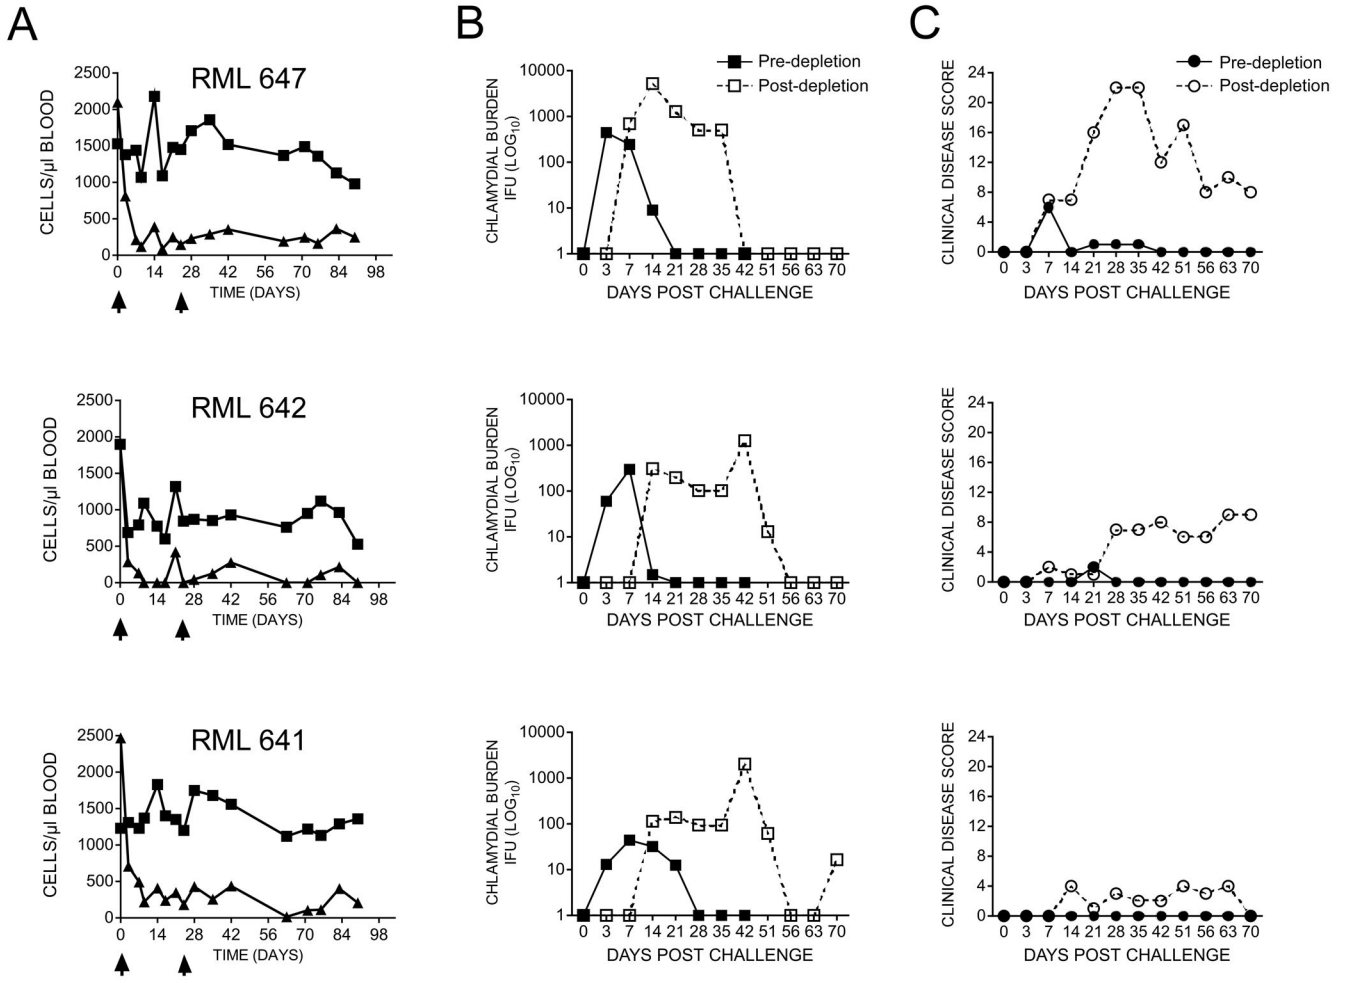 A
B
C
RML 647
CELLS/µl BLOOD
2500
2000
1500
1000
500
0
0 14 28 42 56 70 84 98
TIME (DAYS)
Pre-depletion
Post-depletion
CHLAMYDIAL BURDEN
IFU (LOG10)
10000
1000
100
10
1
0 3 7 14 21 28 35 42 51 56 63 70
DAYS POST CHALLENGE
Pre-depletion
Post-depletion
CLINICAL DISEASE SCORE
24
20
16
12
8
4
0
0 3 7 14 21 28 35 42 51 56 63 70
DAYS POST CHALLENGE
RML 642
CELLS/µl BLOOD
2500
2000
1500
1000
500
0
0 14 28 42 56 70 84 98
TIME (DAYS)
CHLAMYDIAL BURDEN
IFU (LOG10)
10000
1000
100
10
1
0 3 7 14 21 28 35 42 51 56 63 70
DAYS POST CHALLENGE
CLINICAL DISEASE SCORE
24
20
16
12
8
4
0
0 3 7 14 21 28 35 42 51 56 63 70
DAYS POST CHALLENGE
RML 641
CELLS/µl BLOOD
2500
2000
1500
1000
500
0
0 14 28 42 56 70 84 98
TIME (DAYS)
CHLAMYDIAL BURDEN
IFU (LOG10)
10000
1000
100
10
1
0 3 7 14 21 28 35 42 51 56 63 70
DAYS POST CHALLENGE
CLINICAL DISEASE SCORE
24
20
16
12
8
4
0
0 3 7 14 21 28 35 42 51 56 63 70
DAYS POST CHALLENGE